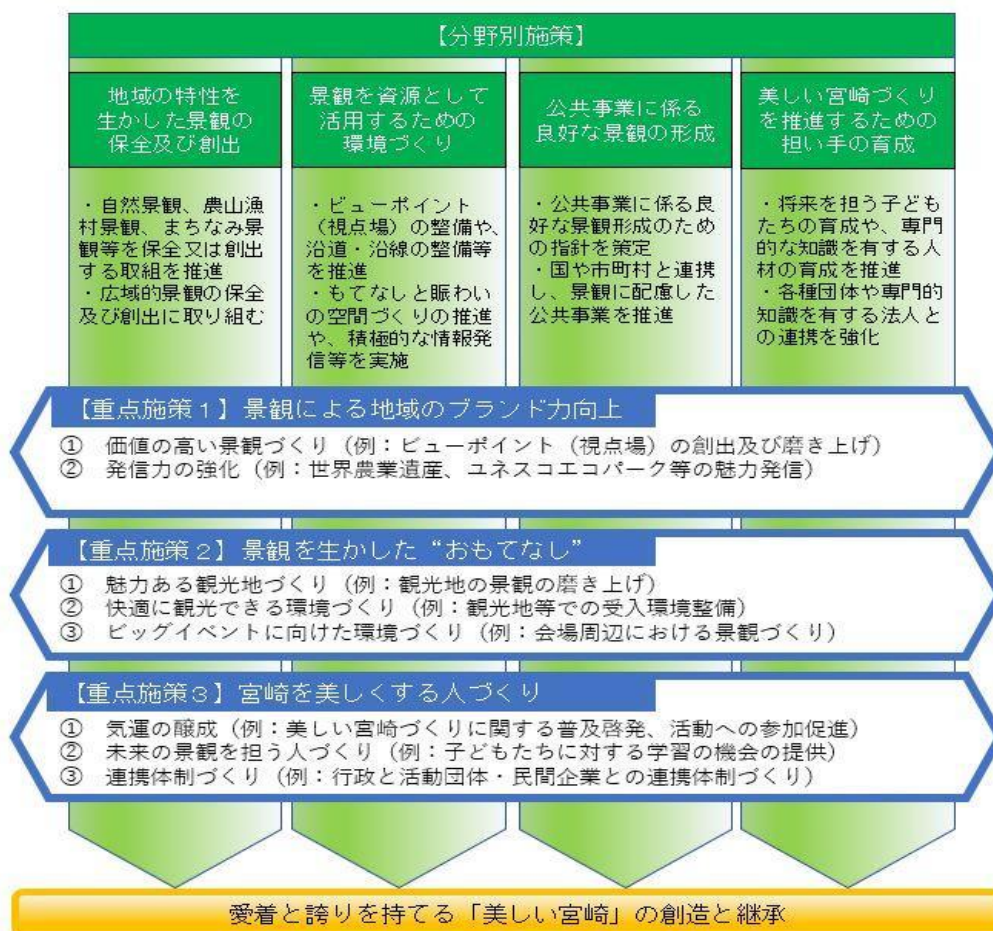 【分野別施策】
地域の特性を
生かした景観の
保全及び創出
・自然景観、農山漁
村景観、まちなみ景
観等を保全又は創出
する取組を推進
・広域的景観の保全
及び創出に取り組む
景観を資源として
活用するための
環境づくり
・ビューポイント
（視点場）の整備や、
沿道・沿線の整備等
を推進
・もてなしと賑わい
の空間づくりの推進
や、積極的な情報発
信等を実施
公共事業に係る
良好な景観の形成
・公共事業に係る良
好な景観形成のため
の指針を策定
・国や市町村と連携
し、景観に配慮した
公共事業を推進
美しい宮崎づくり
を推進するための
担い手の育成
・将来を担う子ども
たちの育成や、専門
的な知識を有する人
材の育成を推進
・各種団体や専門的
知識を有する法人と
の連携を強化
【重点施策１】景観による地域のブランド力向上
① 価値の高い景観づくり（例：ビューポイント（視点場）の創出及び磨き上げ）
② 発信力の強化（例：世界農業遺産、ユネスコエコパーク等の魅力発信）
【重点施策２】景観を生かした“おもてなし”
① 魅力ある観光地づくり（例：観光地の景観の磨き上げ）
② 快適に観光できる環境づくり（例：観光地等での受入環境整備）
③ ビッグイベントに向けた環境づくり（例：会場周辺における景観づくり）
【重点施策３】宮崎を美しくする人づくり
① 気運の醸成（例：美しい宮崎づくりに関する普及啓発、活動への参加促進）
② 未来の景観を担う人づくり（例：子どもたちに対する学習の機会の提供）
③ 連携体制づくり（例：行政と活動団体・民間企業との連携体制づくり）
愛着と誇りを持てる「美しい宮崎」の創造と継承